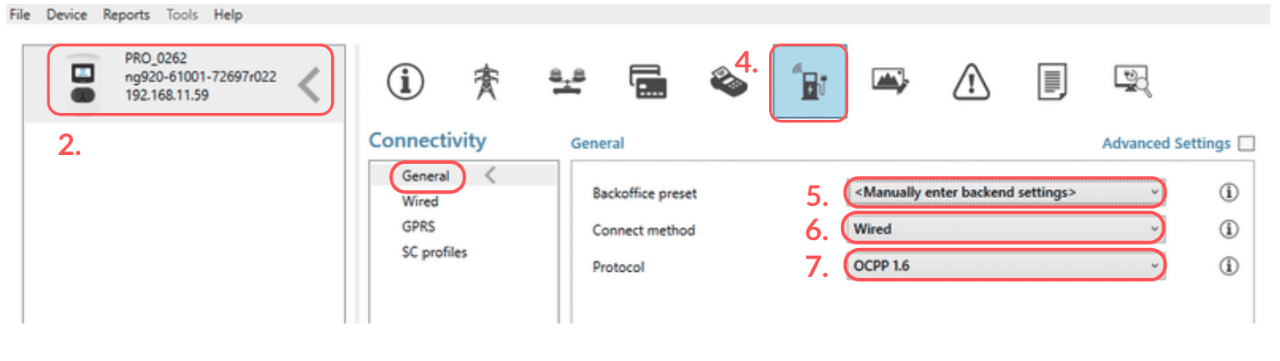 File Device Reports Tools Help
PRO_0262
ng920-61001-72697r022
192.168.11.59
2.
4.
Connectivity
General
Wired
GPRS
SC profiles
General
Advanced Settings
Backoffice preset
5.
<Manually enter backend settings>
Connect method
6.
Wired
Protocol
7.
OCPP 1.6